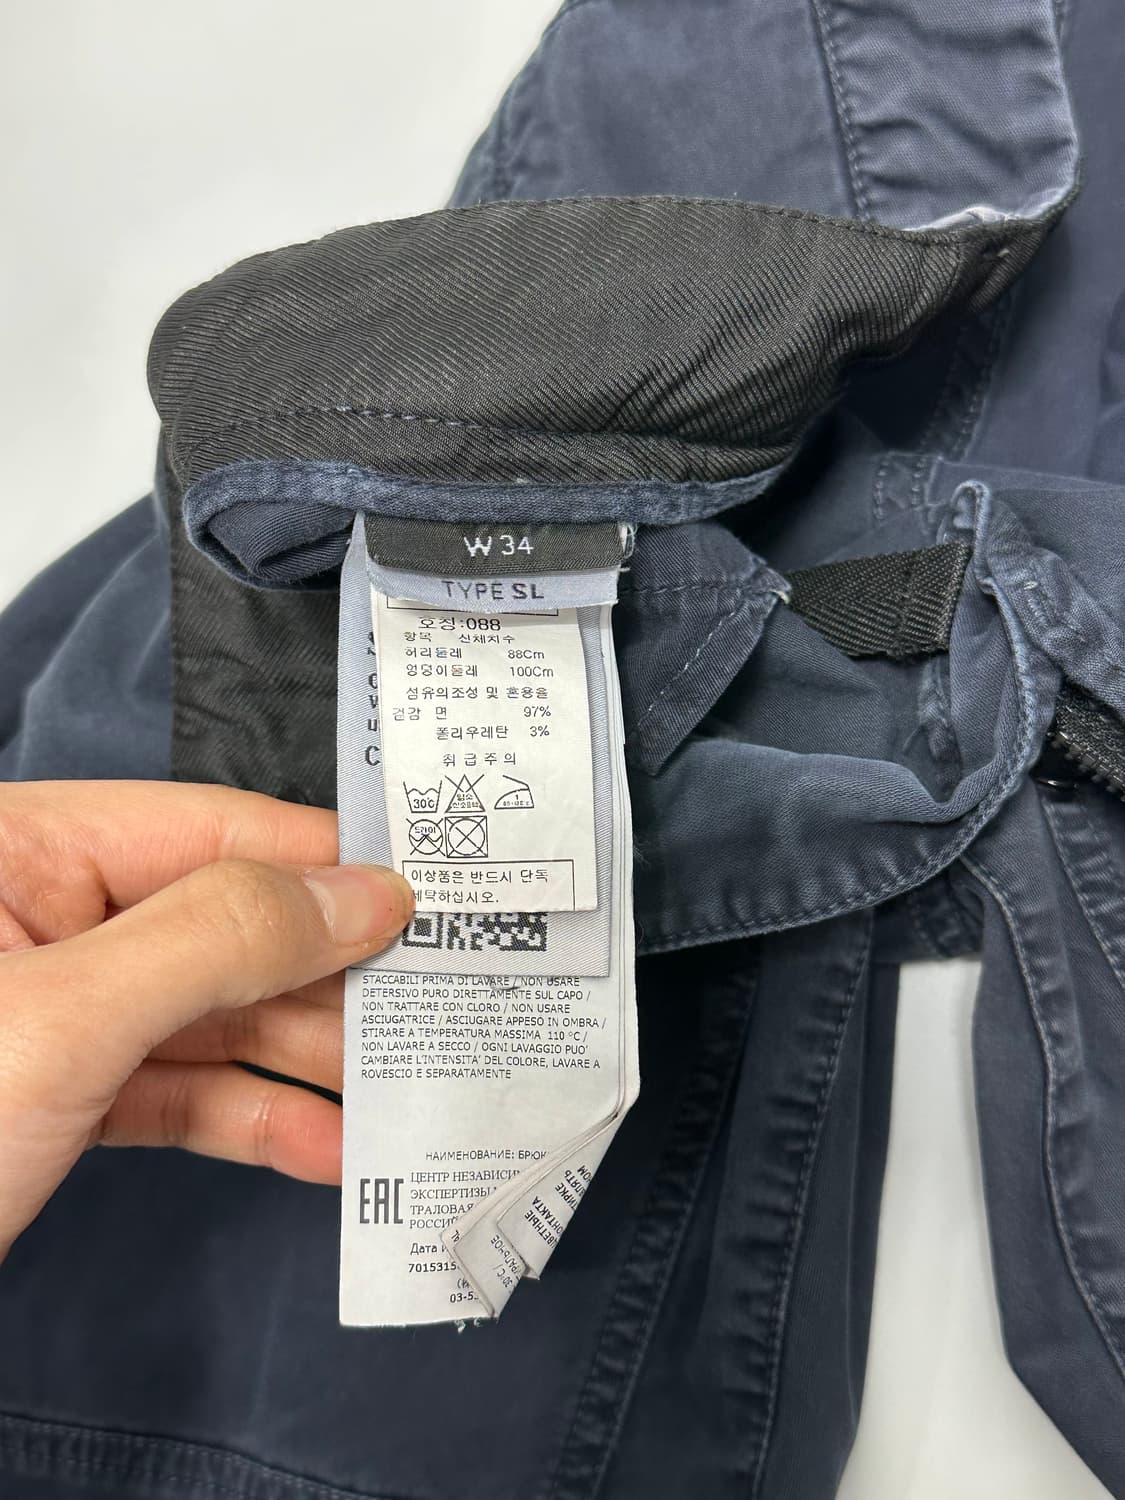 W 34
TYPE SL
호칭:088
항목 신체치수
허리둘레 88Cm
엉덩이둘레 100Cm
섬유의조성 및 혼용율
겉감 면 97%
폴리우레탄 3%
취급주의
30℃
드라이
이상품은 반드시 단독
세탁하십시오.
STACCABILI PRIMA DI LAVARE / NON USARE
DETERSIVO PURO DIRETTAMENTE SUL CAPO /
NON TRATTARE CON CLORO / NON USARE
ASCIUGATRICE / ASCIUGARE APPESO IN OMBRA /
STIRARE A TEMPERATURA MASSIMA 110 °C /
NON LAVARE A SECCO / OGNI LAVAGGIO PUO'
CAMBIARE L'INTENSITA' DEL COLORE, LAVARE A
ROVESCIO E SEPARATAMENTE
НАИМЕНОВАНИЕ:
EAC
ЦЕНТР
ЭКСПЕРТИЗЫ
Дата